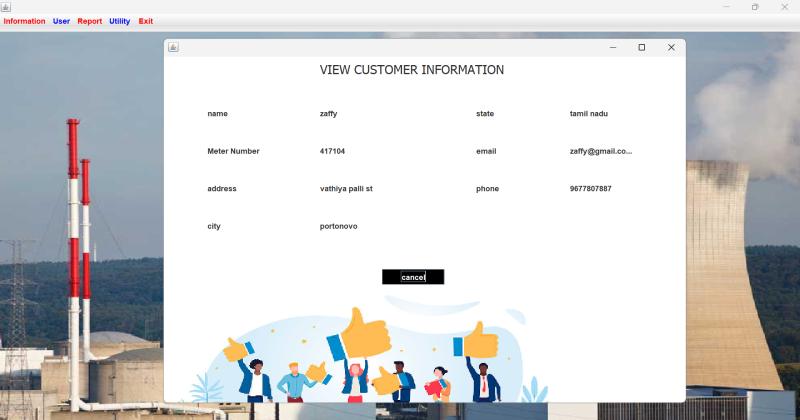 Information User Report Utility Exit
VIEW CUSTOMER INFORMATION
name zaffy state tamil nadu
Meter Number 417104 email zaffy@gmail.co...
address vathiya palli st phone 9677807887
city portonovo
cancel